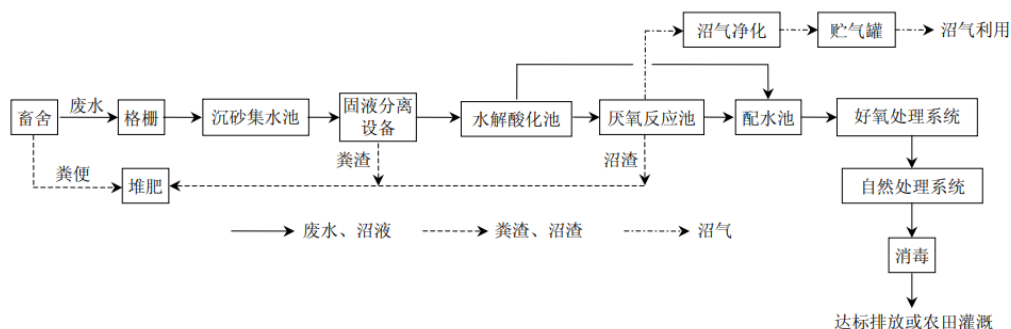 沼气净化
贮气罐
沼气利用
畜舍
废水
格栅
沉砂集水池
固液分离
设备
水解酸化池
厌氧反应池
配水池
好氧处理系统
粪便
堆肥
粪渣
沼渣
自然处理系统
废水、沼液
粪渣、沼渣
沼气
消毒
达标排放或农田灌溉